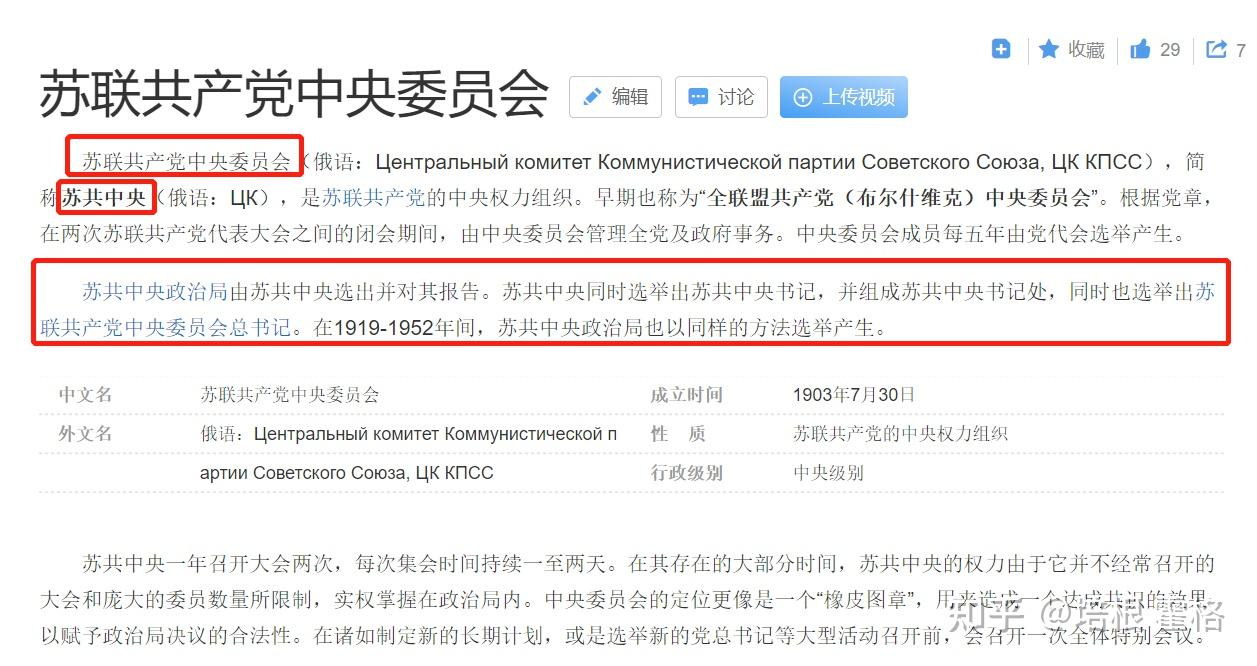 收藏 29 7
苏联共产党中央委员会 编辑 讨论 上传视频
苏联共产党中央委员会（俄语：Центральный комитет Коммунистической партии Советского Союза, ЦК КПСС），简
称苏共中央（俄语：ЦК），是苏联共产党的中央权力组织。早期也称为“全联盟共产党（布尔什维克）中央委员会”。根据党章，
在两次苏联共产党代表大会之间的闭会期间，由中央委员会管理全党及政府事务。中央委员会成员每五年由党代会选举产生。
苏共中央政治局由苏共中央选出并对其报告。苏共中央同时选举出苏共中央书记，并组成苏共中央书记处，同时也选举出苏
联共产党中央委员会总书记。在1919-1952年间，苏共中央政治局也以同样的方法选举产生。
中文名 苏联共产党中央委员会 成立时间 1903年7月30日
外文名 俄语：Центральный комитет Коммунистической п 性 质 苏联共产党的中央权力组织
артии Советского Союза, ЦК КПСС 行政级别 中央级别
苏共中央一年召开大会两次，每次集会时间持续一至两天。在其存在的大部分时间，苏共中央的权力由于它并不经常召开的
大会和庞大的委员数量所限制，实权掌握在政治局内。中央委员会的定位更像是一个“橡皮图章”，用来造成一个达成共识的效果
以赋予政治局决议的合法性。在诸如制定新的长期计划，或是选举新的党总书记等大型活动召开前，会召开一次全体特别会议。
知乎 @培根 霍格